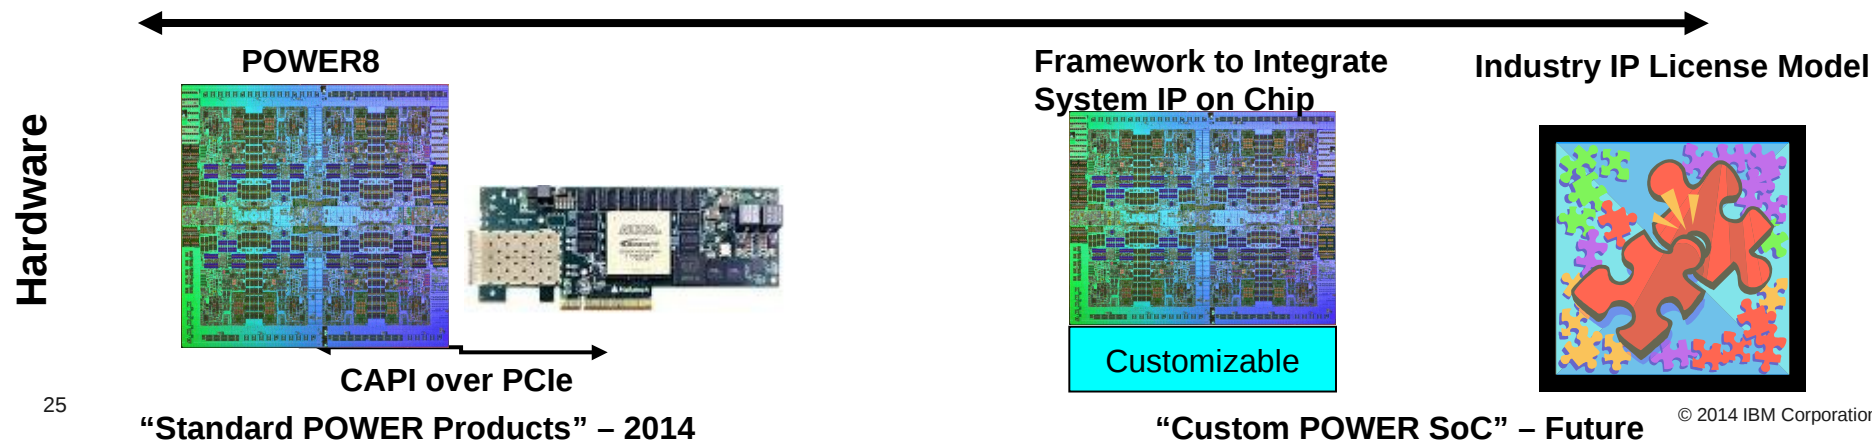 POWER8
Framework to Integrate
System IP on Chip
Industry IP License Model
Hardware
Customizable
CAPI over PCIe
25
“Standard POWER Products” – 2014
“Custom POWER SoC” – Future
© 2014 IBM Corporation